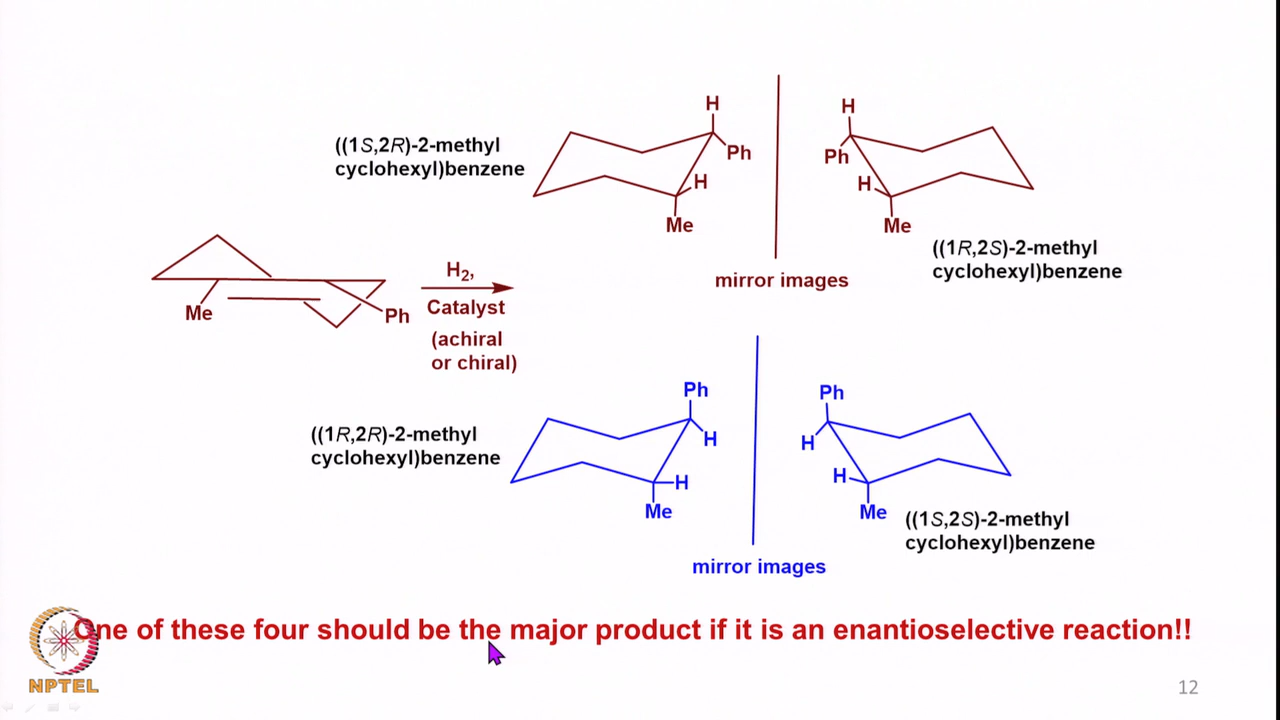 H
H
((1S,2R)-2-methyl
cyclohexyl)benzene
Ph
Ph
H
H
Me
Me
((1R,2S)-2-methyl
cyclohexyl)benzene
H2,
mirror images
Catalyst
Me
Ph
(achiral
or chiral)
Ph
Ph
((1R,2R)-2-methyl
cyclohexyl)benzene
H
H
H
H
Me
Me
((1S,2S)-2-methyl
cyclohexyl)benzene
mirror images
One of these four should be the major product if it is an enantioselective reaction!!
NPTEL
12